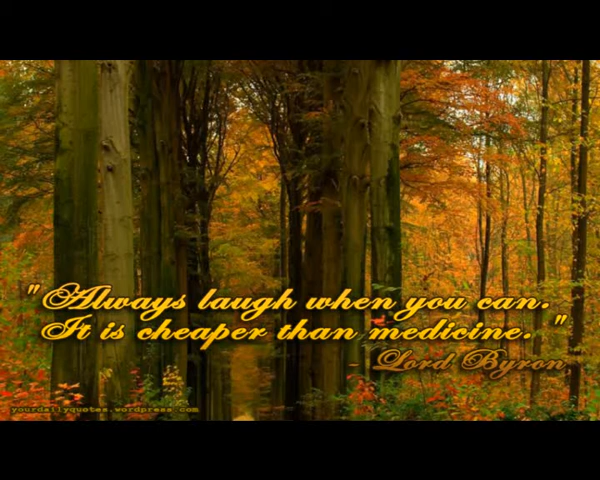 "Always laugh when you can.
It is cheaper than medicine. "
Lord Byron
yourdailyquotes.wordpress.com